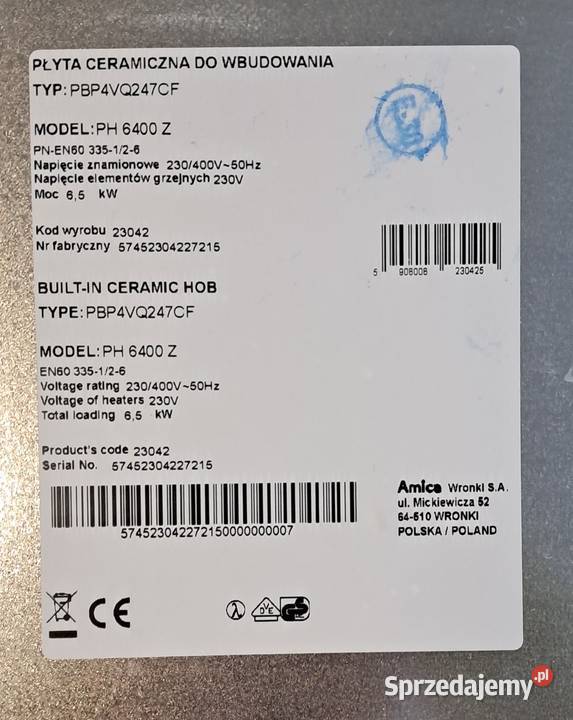 PŁYTA CERAMICZNA DO WBUDOWANIA
TYP: PBP4VQ247CF
MODEL: PH 6400 Z
PN-EN60 335-1/2-6
Napięcie znamionowe 230/400V~50Hz
Napięcie elementów grzejnych 230V
Moc 6,5 kW
Kod wyrobu 23042
Nr fabryczny 57452304227215
5 908006 230425
BUILT-IN CERAMIC HOB
TYPE: PBP4VQ247CF
MODEL: PH 6400 Z
EN60 335-1/2-6
Voltage rating 230/400V~50Hz
Voltage of heaters 230V
Total loading 6,5 kW
Product's code 23042
Serial No. 57452304227215
574523042272150000000007
Amica Wronki S.A.
ul. Mickiewicza 52
64-510 WRONKI
POLSKA / POLAND
CE
Sprzedajemy.pl